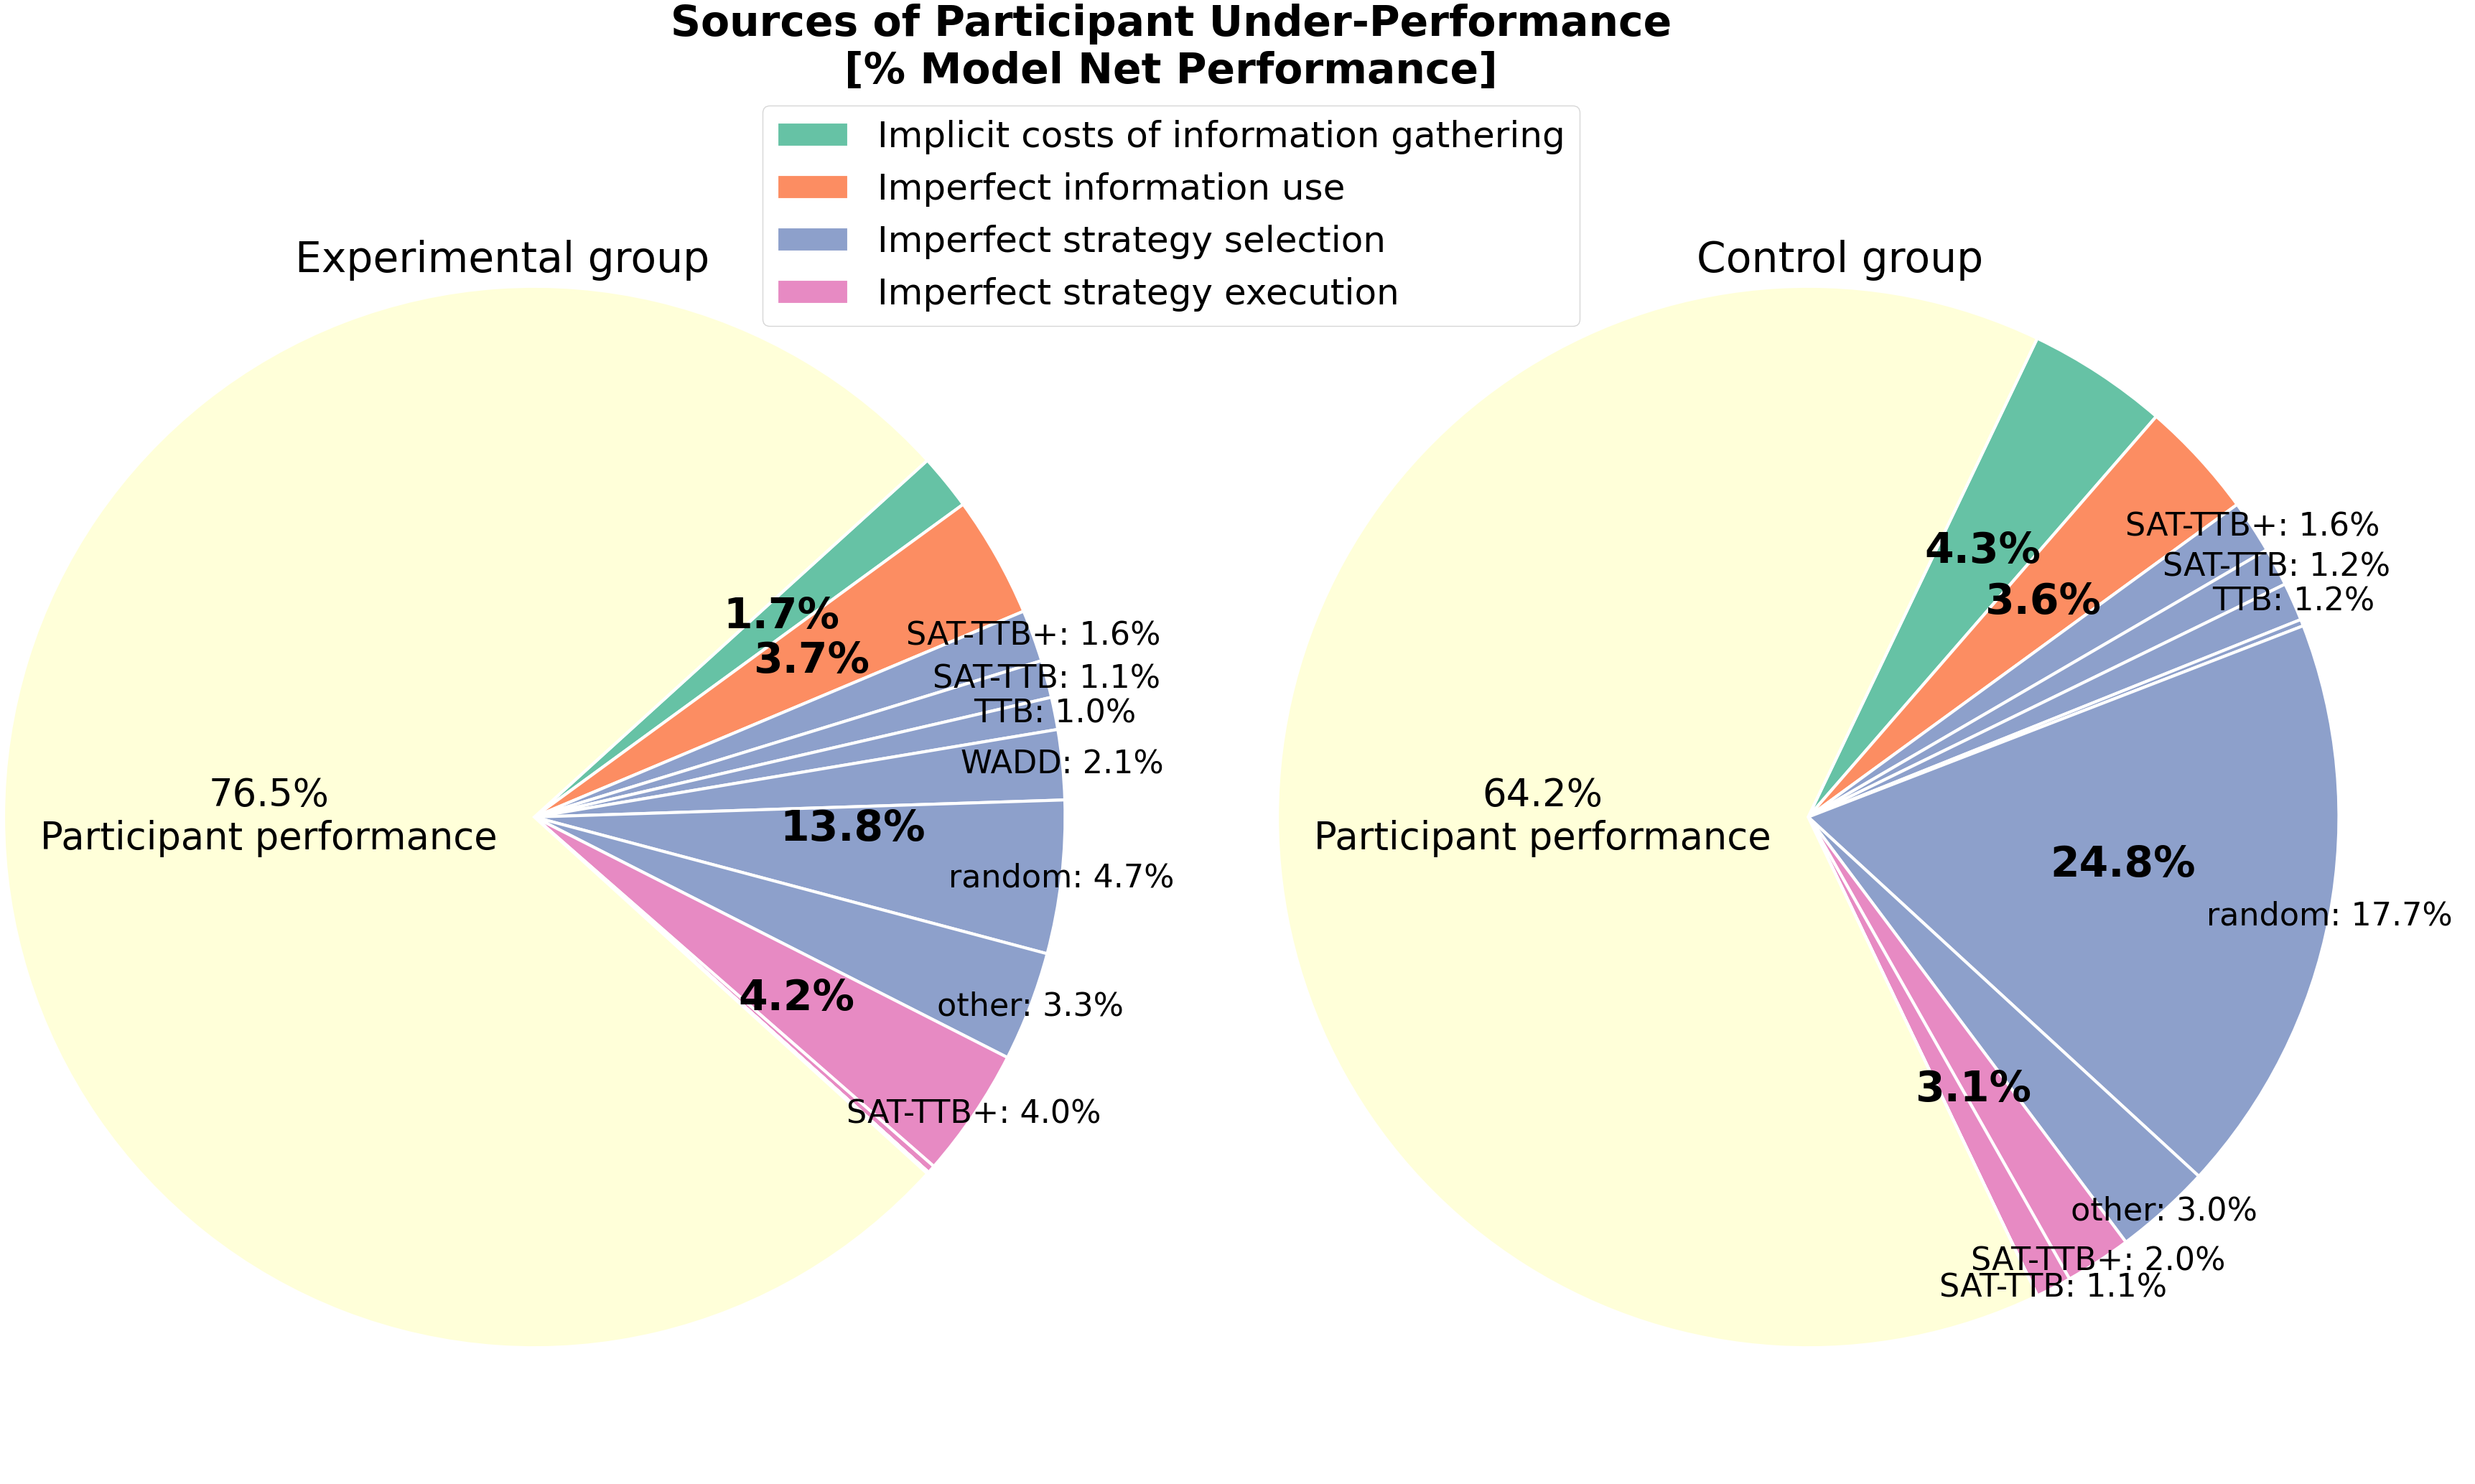 Sources of Participant Under-Performance
[% Model Net Performance]
Implicit costs of information gathering
Imperfect information use
Imperfect strategy selection
Imperfect strategy execution
Experimental group
1.7%
3.7%
SAT-TTB+: 1.6%
SAT-TTB: 1.1%
TTB: 1.0%
WADD: 2.1%
76.5%
Participant performance
13.8%
random: 4.7%
4.2%
other: 3.3%
SAT-TTB+: 4.0%
Control group
4.3%
3.6%
SAT-TTB+: 1.6%
SAT-TTB: 1.2%
TTB: 1.2%
64.2%
Participant performance
24.8%
random: 17.7%
3.1%
other: 3.0%
SAT-TTB+: 2.0%
SAT-TTB: 1.1%